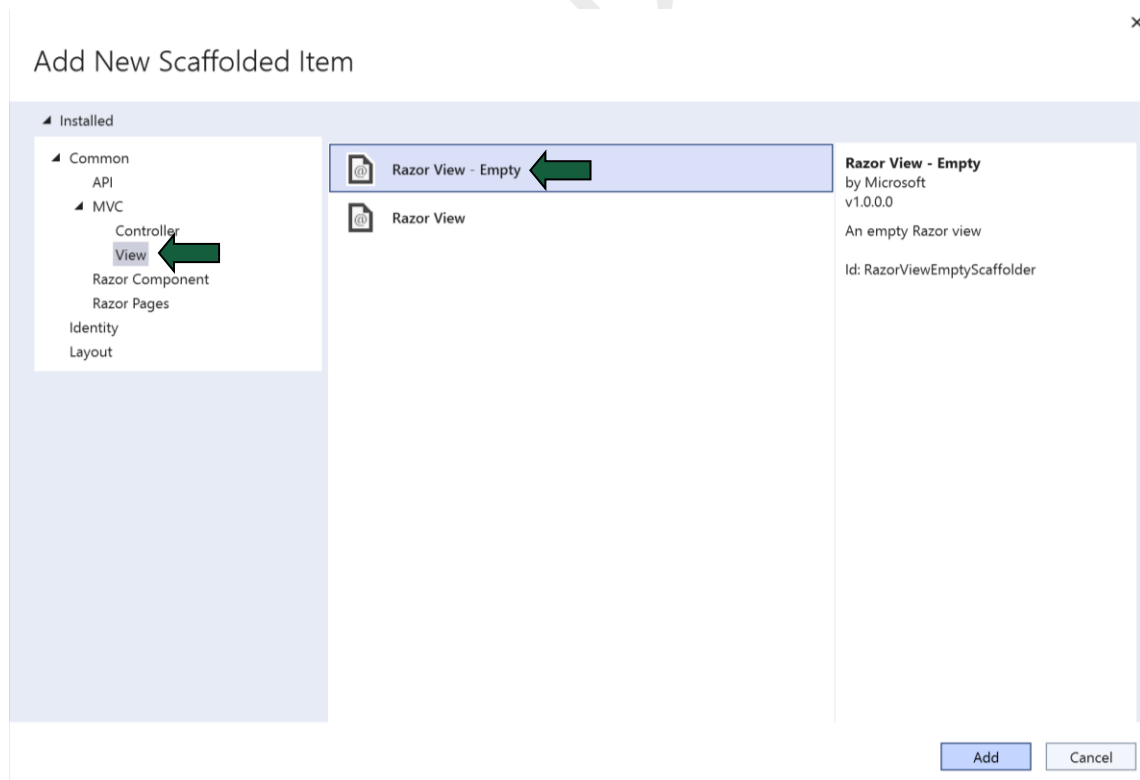 Add New Scaffolded Item
Installed
Common
API
MVC
Controller
View
Razor Component
Razor Pages
Identity
Layout
Razor View - Empty
Razor View
Razor View - Empty
by Microsoft
v1.0.0.0
An empty Razor view
Id: RazorViewEmptyScaffolder
Add
Cancel